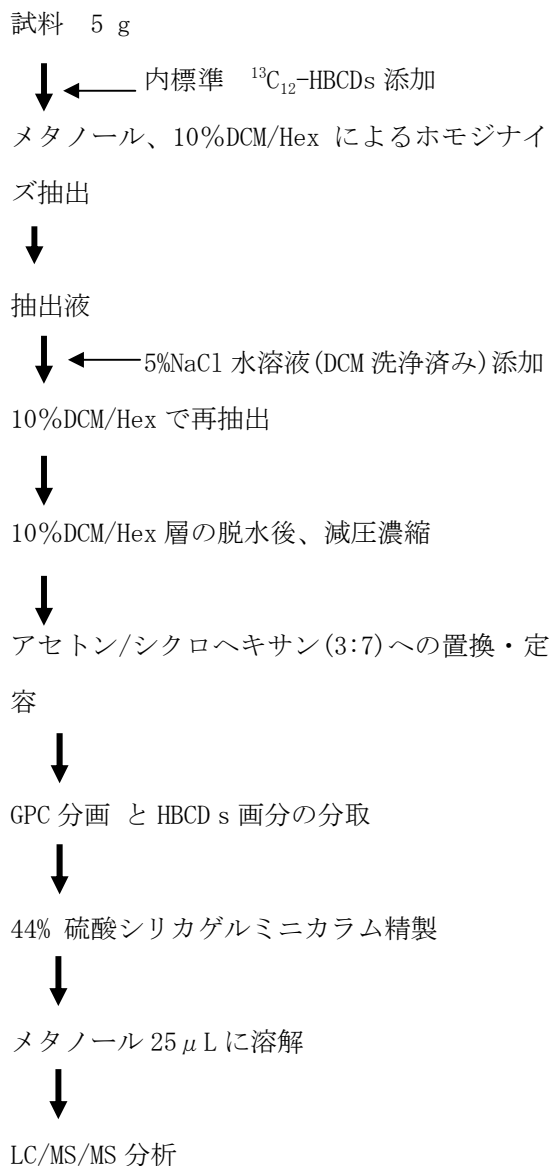 試料　5 g
内標準　¹³C₁₂-HBCDs 添加
メタノール、10％DCM/Hex によるホモジナイ
ズ抽出
抽出液
5%NaCl 水溶液(DCM 洗浄済み)添加
10％DCM/Hex で再抽出
10％DCM/Hex 層の脱水後、減圧濃縮
アセトン/シクロヘキサン(3:7)への置換・定
容
GPC 分画 と HBCDｓ画分の分取
44% 硫酸シリカゲルミニカラム精製
メタノール 25μL に溶解
LC/MS/MS 分析